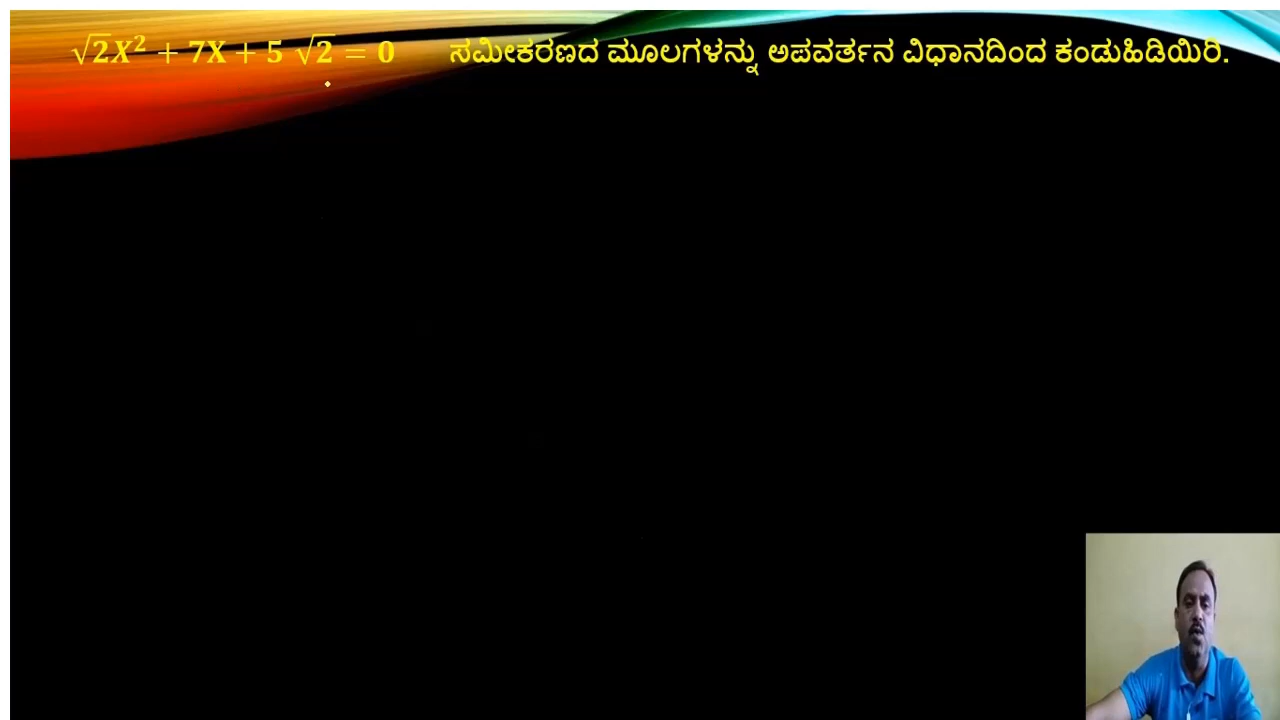 √2X² + 7X + 5 √2 = 0 ಸಮೀಕರಣದ ಮೂಲಗಳನ್ನು ಅಪವರ್ತನ ವಿಧಾನದಿಂದ ಕಂಡುಹಿಡಿಯಿರಿ.